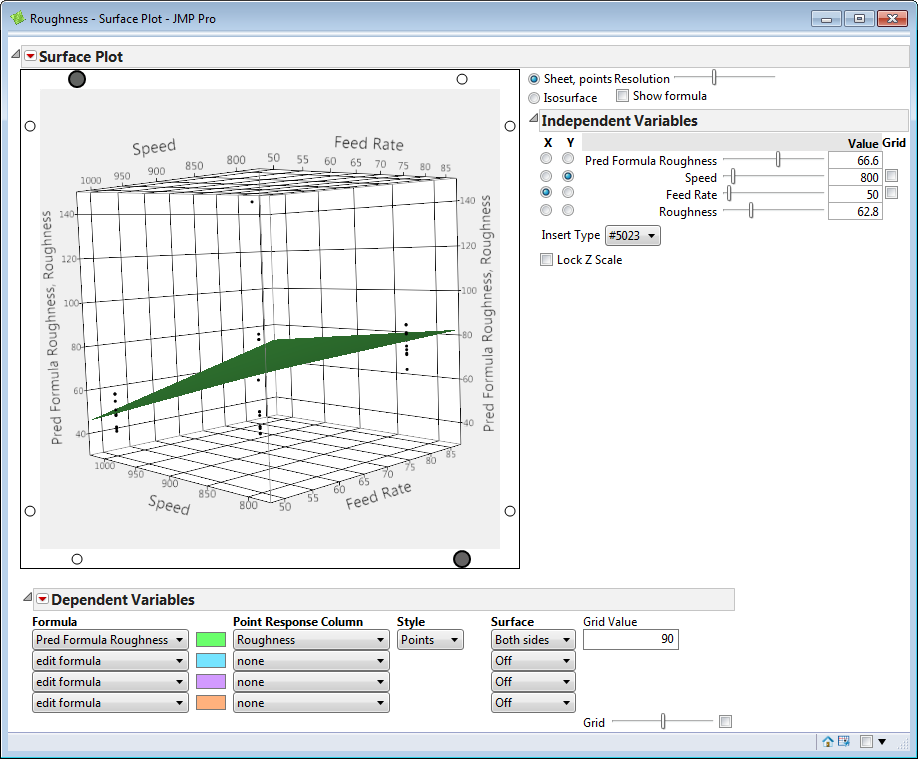 Roughness - Surface Plot - JMP Pro
Surface Plot
Speed
Feed Rate
1000 950 900 850 800 50 55 60 65 70 75 80 85
Pred Formula Roughness, Roughness
140 120 100 80 60 40
140 120 100 80 60 40
Pred Formula Roughness, Roughness
1000 950 900 850 800 50 55 60 65 70 75 80 85
Speed
Feed Rate
Sheet, points Resolution
Isosurface Show formula
Independent Variables
X Y Value Grid
Pred Formula Roughness 66.6
Speed 800
Feed Rate 50
Roughness 62.8
Insert Type #5023
Lock Z Scale
Dependent Variables
Formula Point Response Column Style Surface Grid Value
Pred Formula Roughness Roughness Points Both sides 90
edit formula none Off
edit formula none Off
edit formula none Off
Grid